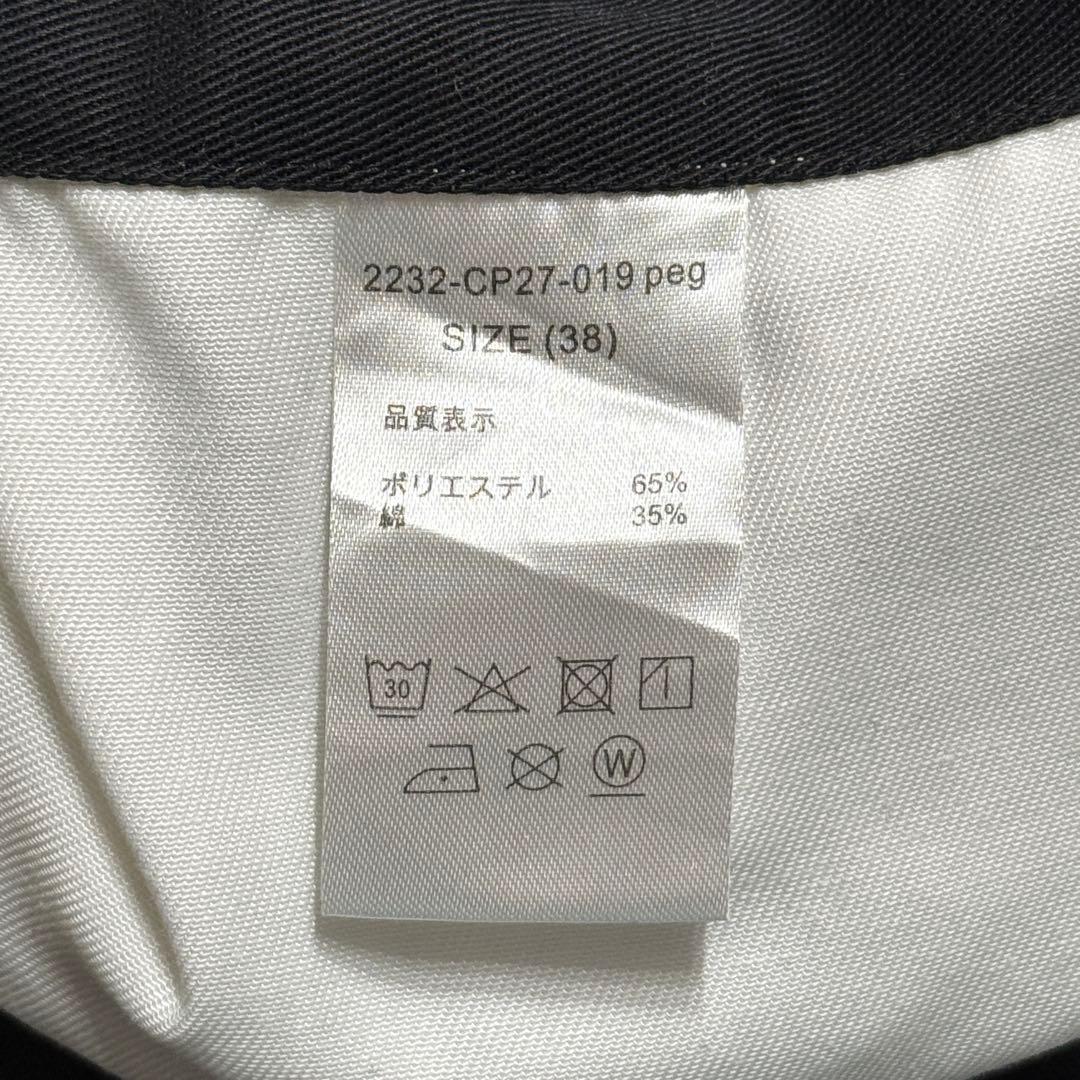 2232-CP27-019 peg
SIZE (38)
品質表示
ポリエステル 65%
綿 35%
30
W